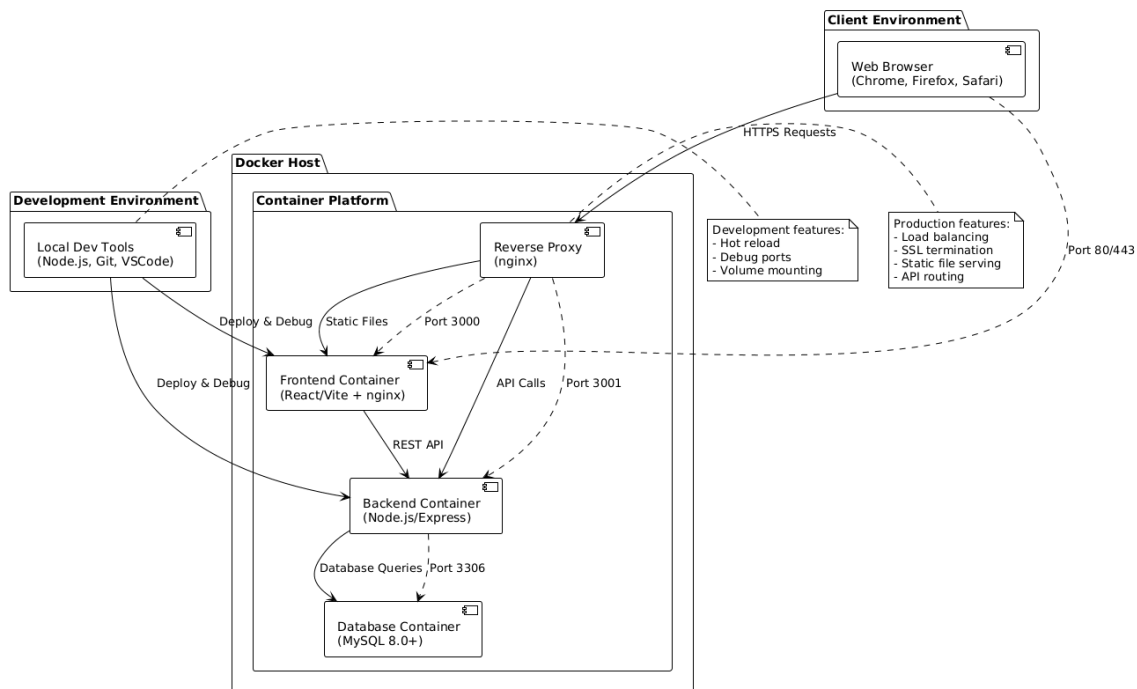 Client Environment
Web Browser
(Chrome, Firefox, Safari)
HTTPS Requests
Docker Host
Development Environment
Container Platform
Local Dev Tools
(Node.js, Git, VSCode)
Reverse Proxy
(nginx)
Development features:
- Hot reload
- Debug ports
- Volume mounting
Production features:
- Load balancing
- SSL termination
- Static file serving
- API routing
Port 80/443
Deploy & Debug
Static Files
Port 3000
Frontend Container
(React/Vite + nginx)
Deploy & Debug
API Calls
Port 3001
REST API
Backend Container
(Node.js/Express)
Database Queries
Port 3306
Database Container
(MySQL 8.0+)